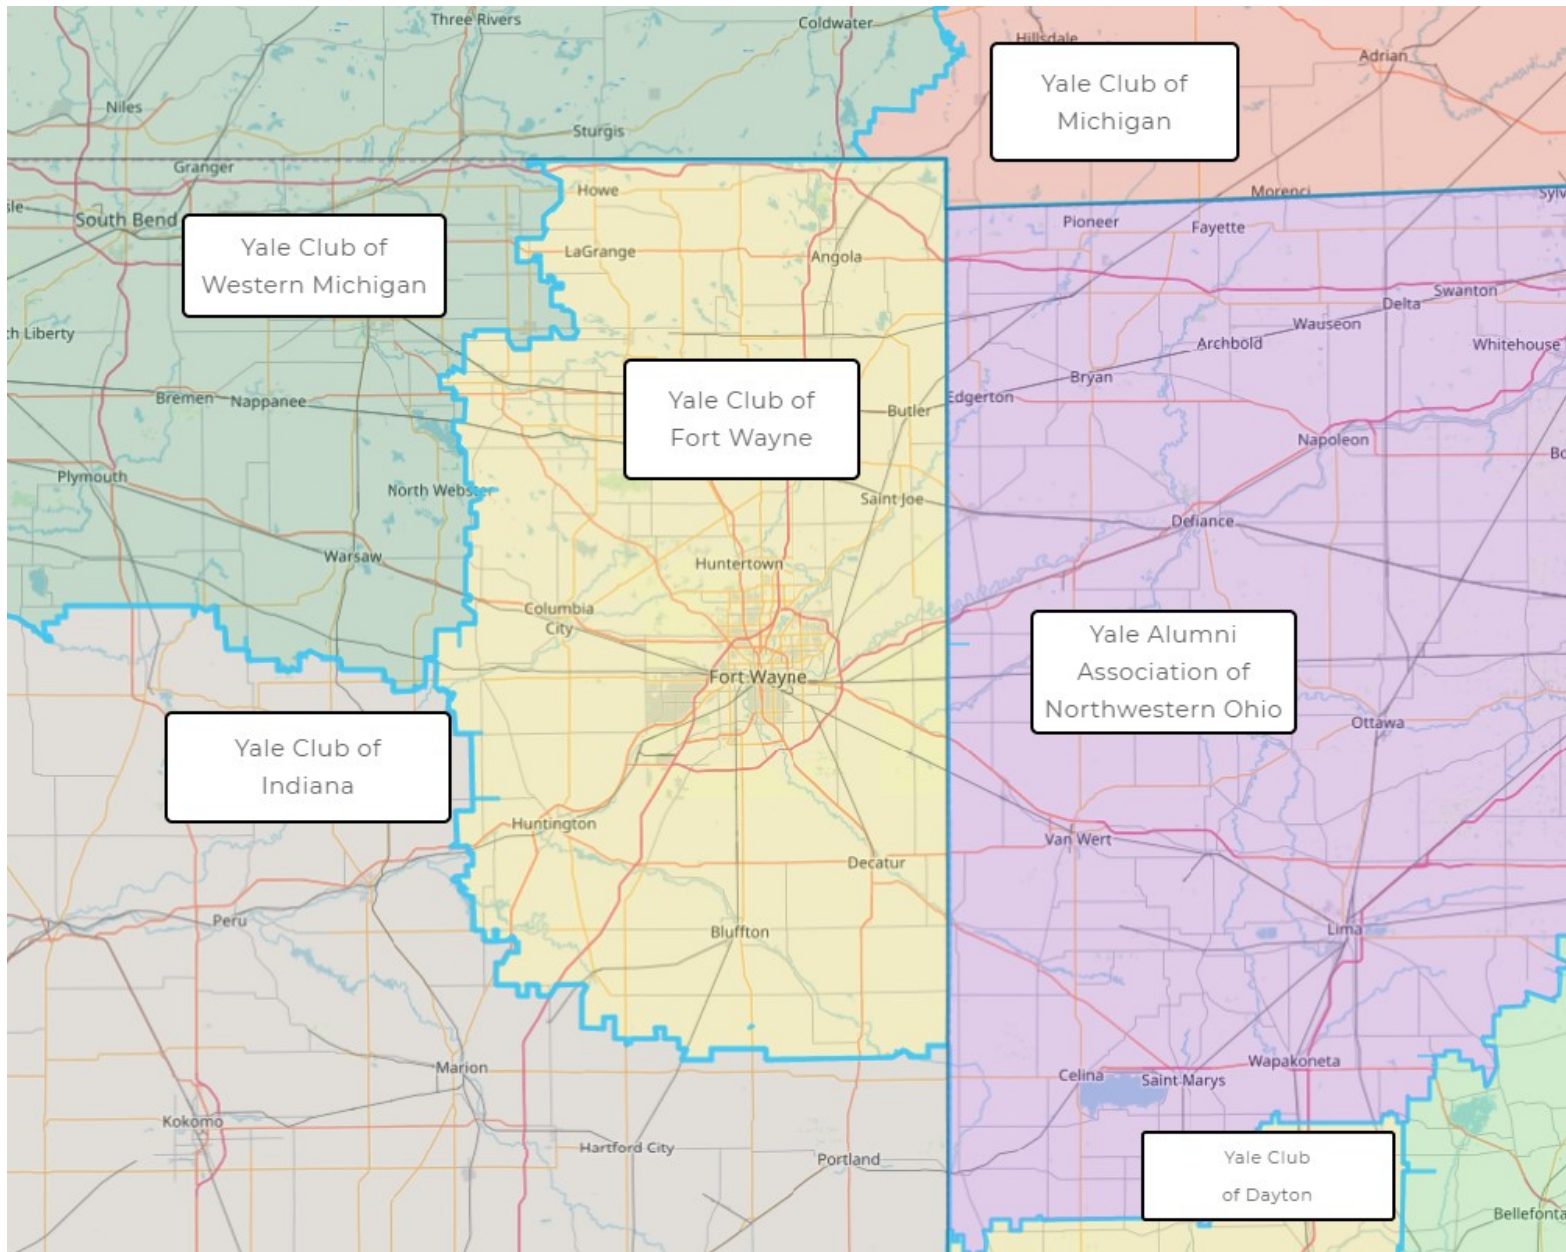 Three Rivers
Coldwater
Hillsdale
Adrian
Yale Club of
Michigan
Niles
Sturgis
Granger
Howe
Morenci
South Bend
Pioneer
Fayette
Yale Club of
Western Michigan
LaGrange
Angola
Swanton
Delta
Wauseon
Archbold
Whitehouse
Bryan
Yale Club of
Fort Wayne
Bremen
Nappanee
Butler
Edgerton
Napoleon
Plymouth
North Webster
Saint Joe
Defiance
Warsaw
Huntertown
Columbia
City
Yale Alumni
Association of
Northwestern Ohio
Fort Wayne
Ottawa
Yale Club of
Indiana
Huntington
Van Wert
Decatur
Peru
Bluffton
Lima
Marion
Celina
Saint Marys
Wapakoneta
Kokomo
Hartford City
Portland
Yale Club
of Dayton
Bellefonta